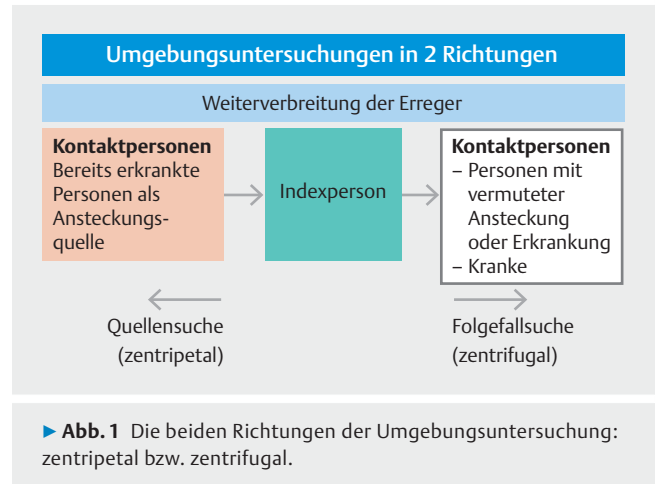 Umgebungsuntersuchungen in 2 Richtungen
Weiterverbreitung der Erreger
Kontaktpersonen
Bereits erkrankte
Personen als
Ansteckungs-
quelle
Indexperson
Kontaktpersonen
– Personen mit
vermuteter
Ansteckung
oder Erkrankung
– Kranke
Quellensuche
(zentripetal)
Folgefallsuche
(zentrifugal)
▶ Abb. 1 Die beiden Richtungen der Umgebungsuntersuchung:
zentripetal bzw. zentrifugal.